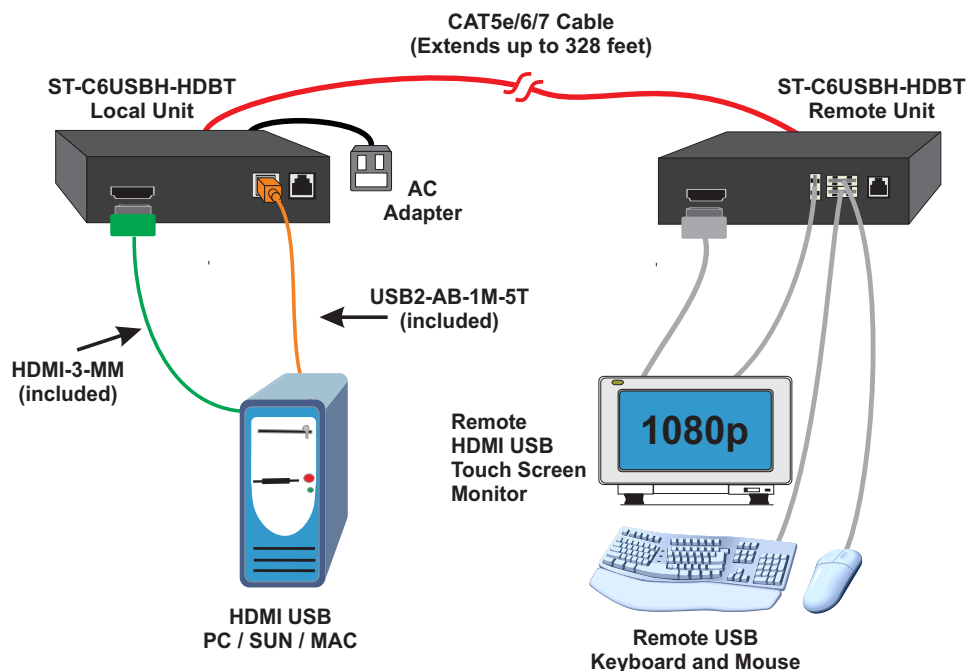 CAT5e/6/7 Cable
(Extends up to 328 feet)
ST-C6USBH-HDBT
Local Unit
ST-C6USBH-HDBT
Remote Unit
AC
Adapter
USB2-AB-1M-5T
(included)
HDMI-3-MM
(included)
Remote
HDMI USB
Touch Screen
Monitor
1080p
HDMI USB
PC / SUN / MAC
Remote USB
Keyboard and Mouse